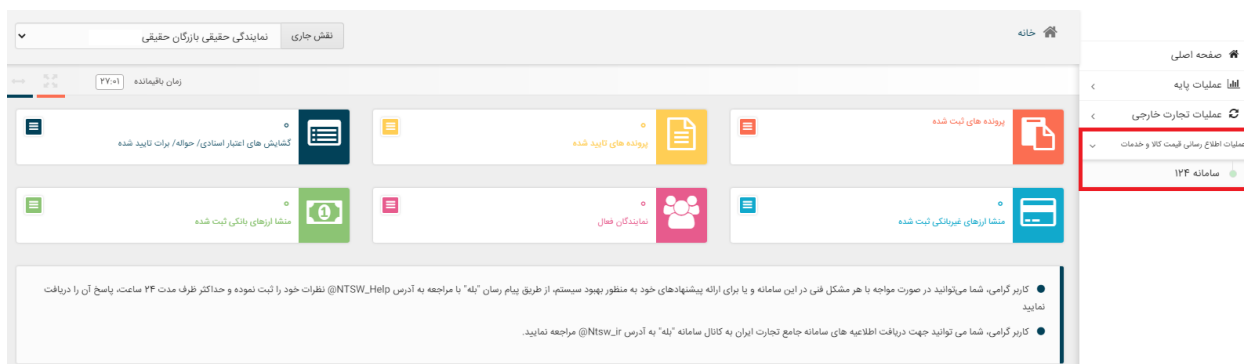 خانه
نقش جاری
نمایندگی حقیقی بازرگان حقیقی
زمان باقیمانده ۲۷:۰۱
صفحه اصلی
عملیات پایه
عملیات تجارت خارجی
عملیات اطلاع رسانی قیمت کالا و خدمات
سامانه ۱۲۴
پرونده های ثبت شده
۰
پرونده های تایید شده
۰
گشایش های اعتبار اسنادی/ حواله/ برات تایید شده
۰
منشا ارزهای غیربانکی ثبت شده
۰
نمایندگان فعال
۰
منشا ارزهای بانکی ثبت شده
کاربر گرامی، شما می‌توانید در صورت مواجه با هر مشکل فنی در این سامانه و یا برای ارائه پیشنهادهای خود به منظور بهبود سیستم، از طریق پیام رسان "بله" با مراجعه به آدرس NTSW_Help@ نظرات خود را ثبت نموده و حداکثر ظرف مدت ۲۴ ساعت، پاسخ آن را دریافت
نمایید
کاربر گرامی، شما می توانید جهت دریافت اطلاعیه های سامانه جامع تجارت ایران به کانال سامانه "بله" به آدرس Ntsw_ir@ مراجعه نمایید.